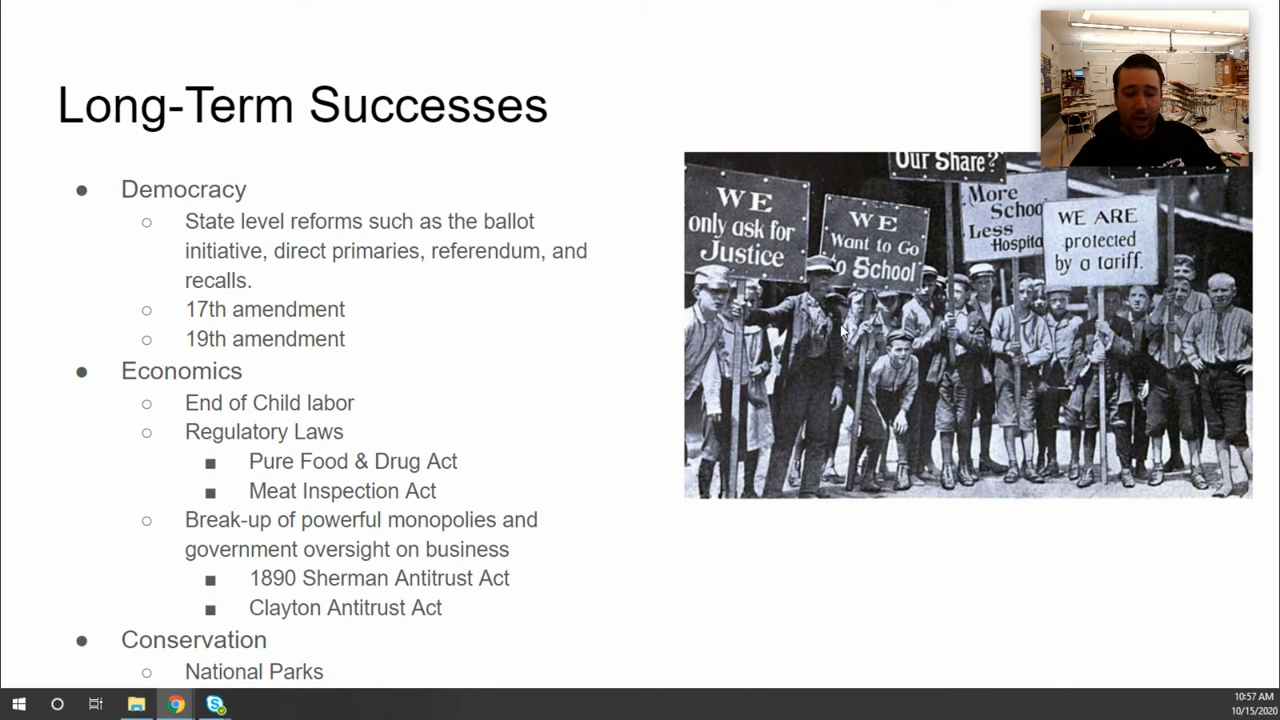 Long-Term Successes
● Democracy
○ State level reforms such as the ballot
initiative, direct primaries, referendum, and
recalls.
○ 17th amendment
○ 19th amendment
● Economics
○ End of Child labor
○ Regulatory Laws
■ Pure Food & Drug Act
■ Meat Inspection Act
○ Break-up of powerful monopolies and
government oversight on business
■ 1890 Sherman Antitrust Act
■ Clayton Antitrust Act
● Conservation
○ National Parks
WE
only ask for
Justice
WE
Want to Go
to School
Our Share?
More
School
Less
WE ARE
protected
by a tariff.
10:57 AM
10/15/2020